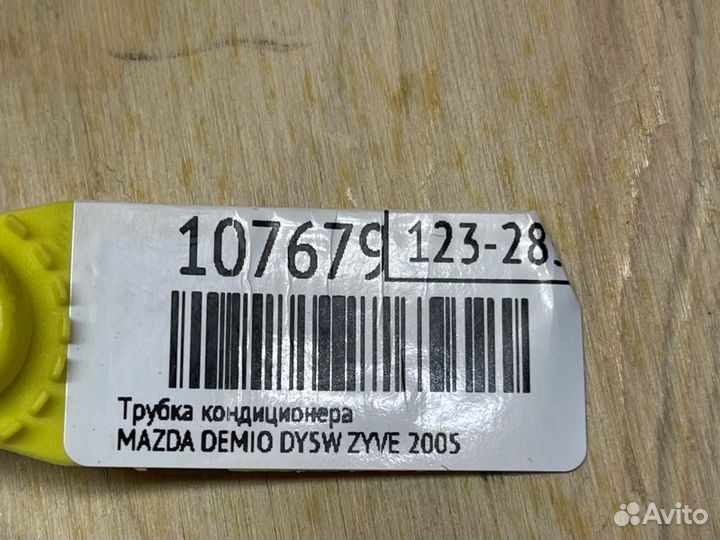 107679 123-28
Трубка кондиционера
MAZDA DEMIO DY5W ZYVE 2005
Avito